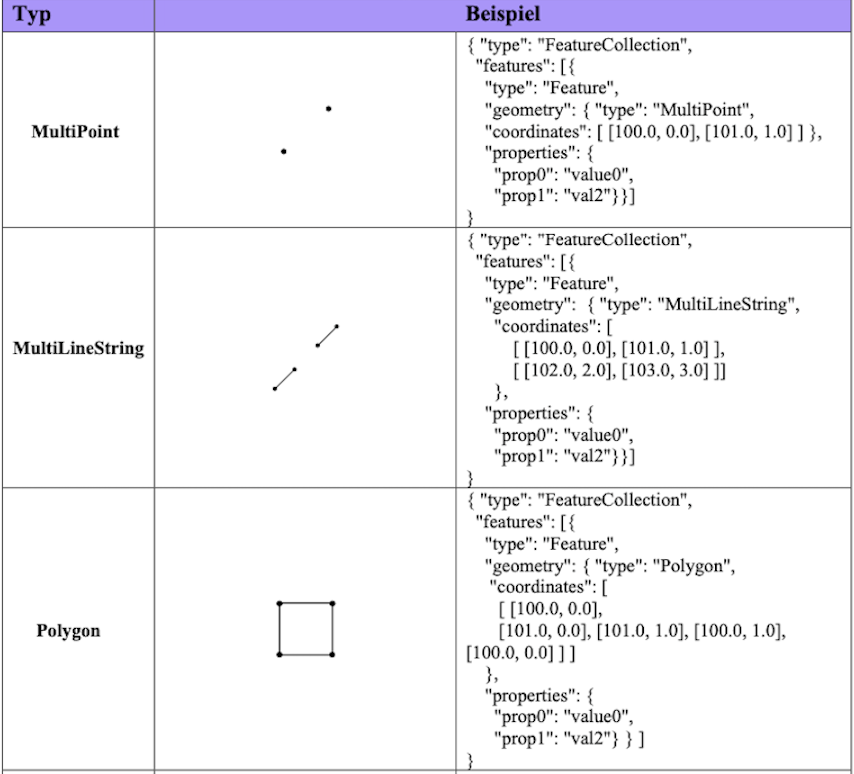 Typ Beispiel
MultiPoint
{ "type": "FeatureCollection",
"features": [{
"type": "Feature",
"geometry": { "type": "MultiPoint",
"coordinates": [ [100.0, 0.0], [101.0, 1.0] ] },
"properties": {
"prop0": "value0",
"prop1": "val2"}}]
}
MultiLineString
{ "type": "FeatureCollection",
"features": [{
"type": "Feature",
"geometry": { "type": "MultiLineString",
"coordinates": [
[ [100.0, 0.0], [101.0, 1.0] ],
[ [102.0, 2.0], [103.0, 3.0] ]]
},
"properties": {
"prop0": "value0",
"prop1": "val2"}}]
}
Polygon
{ "type": "FeatureCollection",
"features": [{
"type": "Feature",
"geometry": { "type": "Polygon",
"coordinates": [
[ [100.0, 0.0],
[101.0, 0.0], [101.0, 1.0], [100.0, 1.0],
[100.0, 0.0] ] ]
},
"properties": {
"prop0": "value0",
"prop1": "val2"} } ]
}